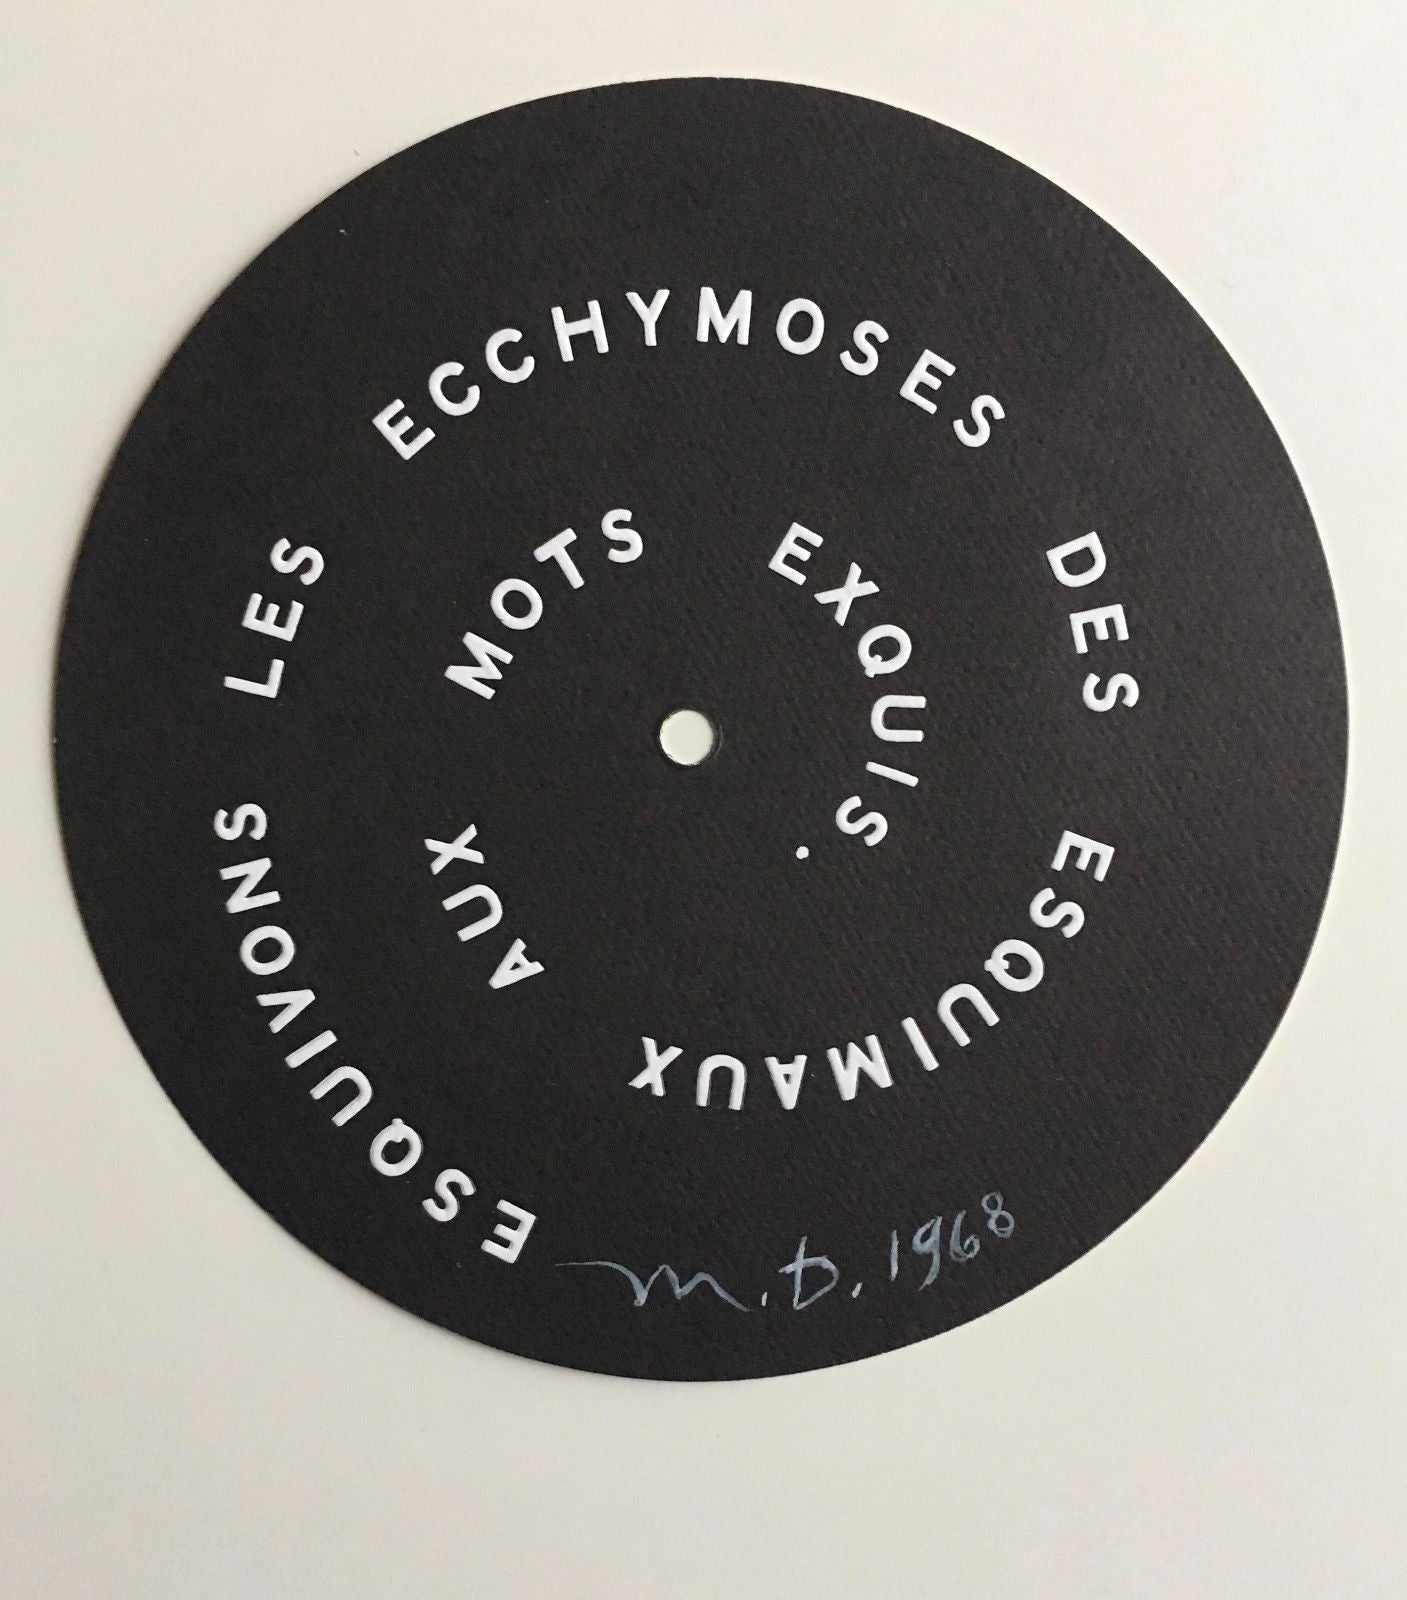 ESQUIVONS LES ECCHYMOSES DES ESQUIMAUX AUX MOTS EXQUIS.
M.D. 1968